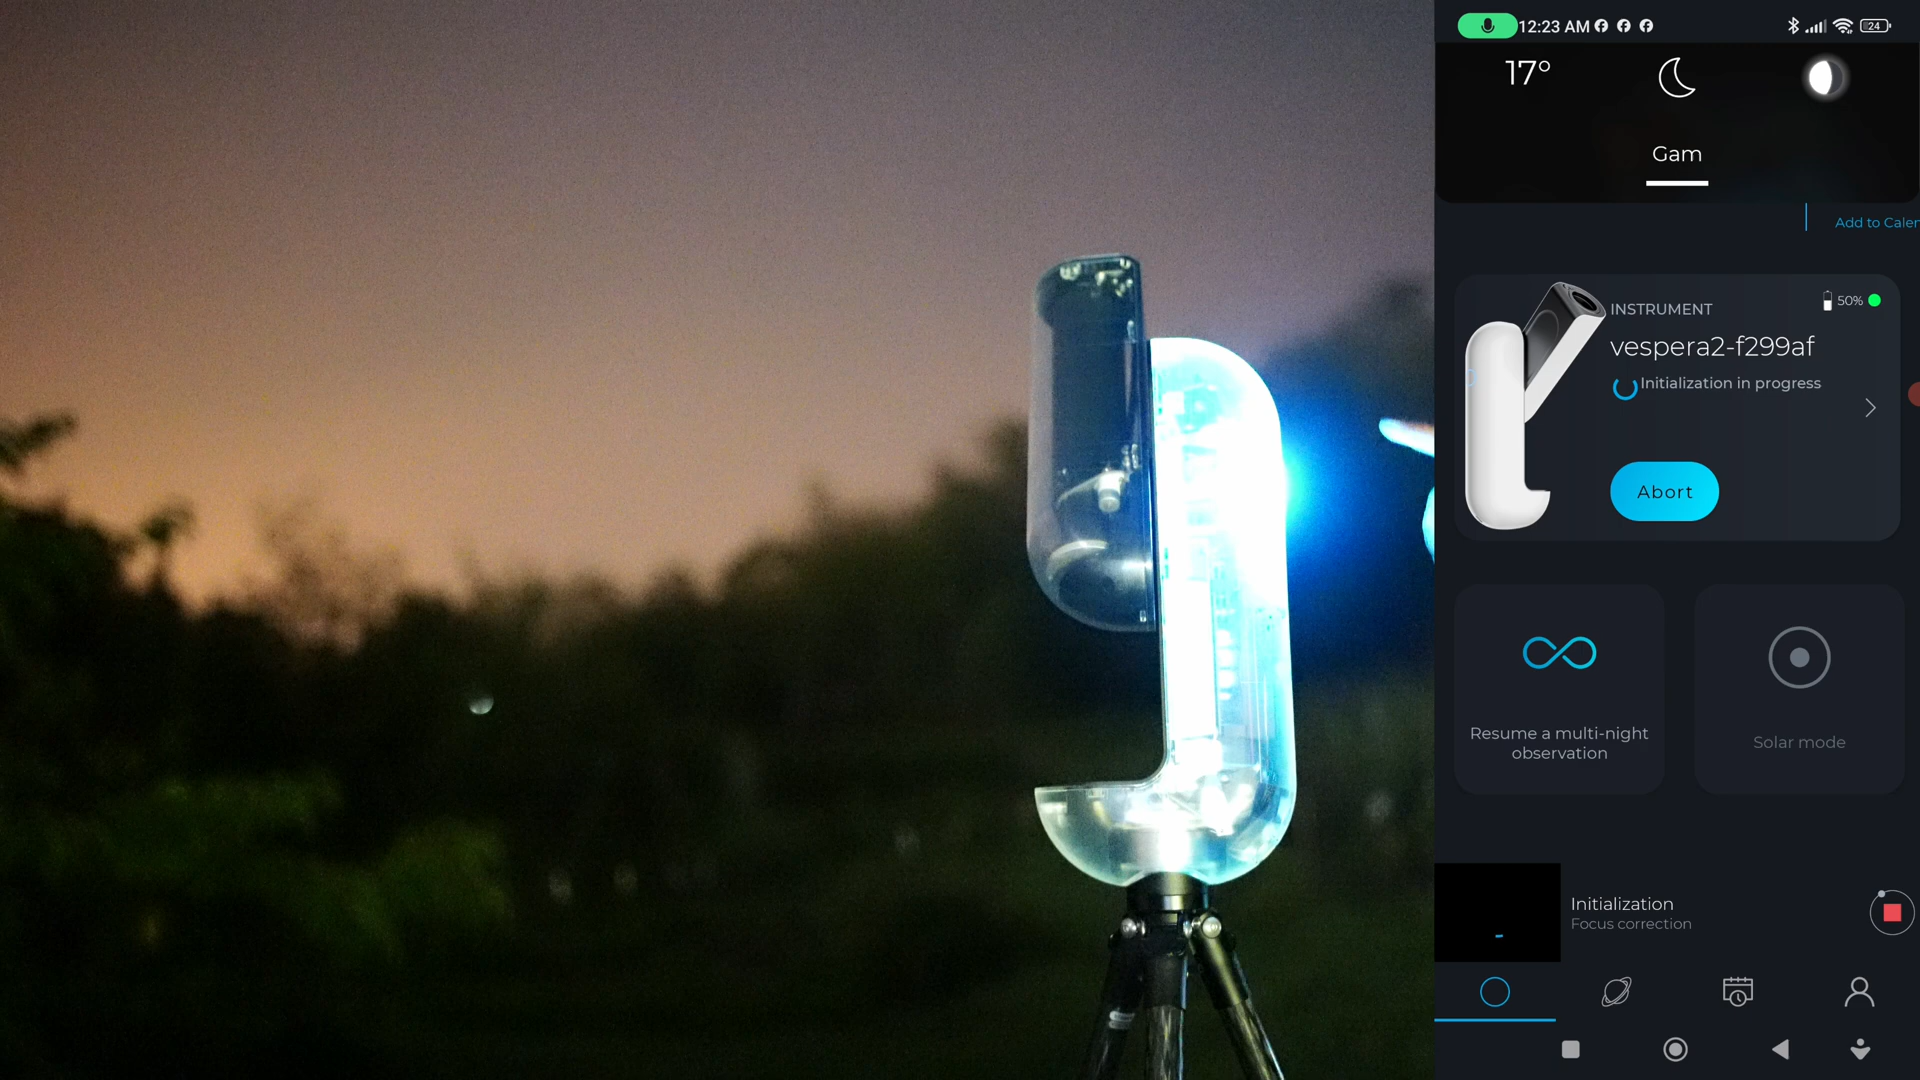 12:23 AM
24
17°
Gam
Add to Caler
INSTRUMENT
50%
vespera2-f299af
Initialization in progress
Abort
Resume a multi-night
observation
Solar mode
Initialization
Focus correction